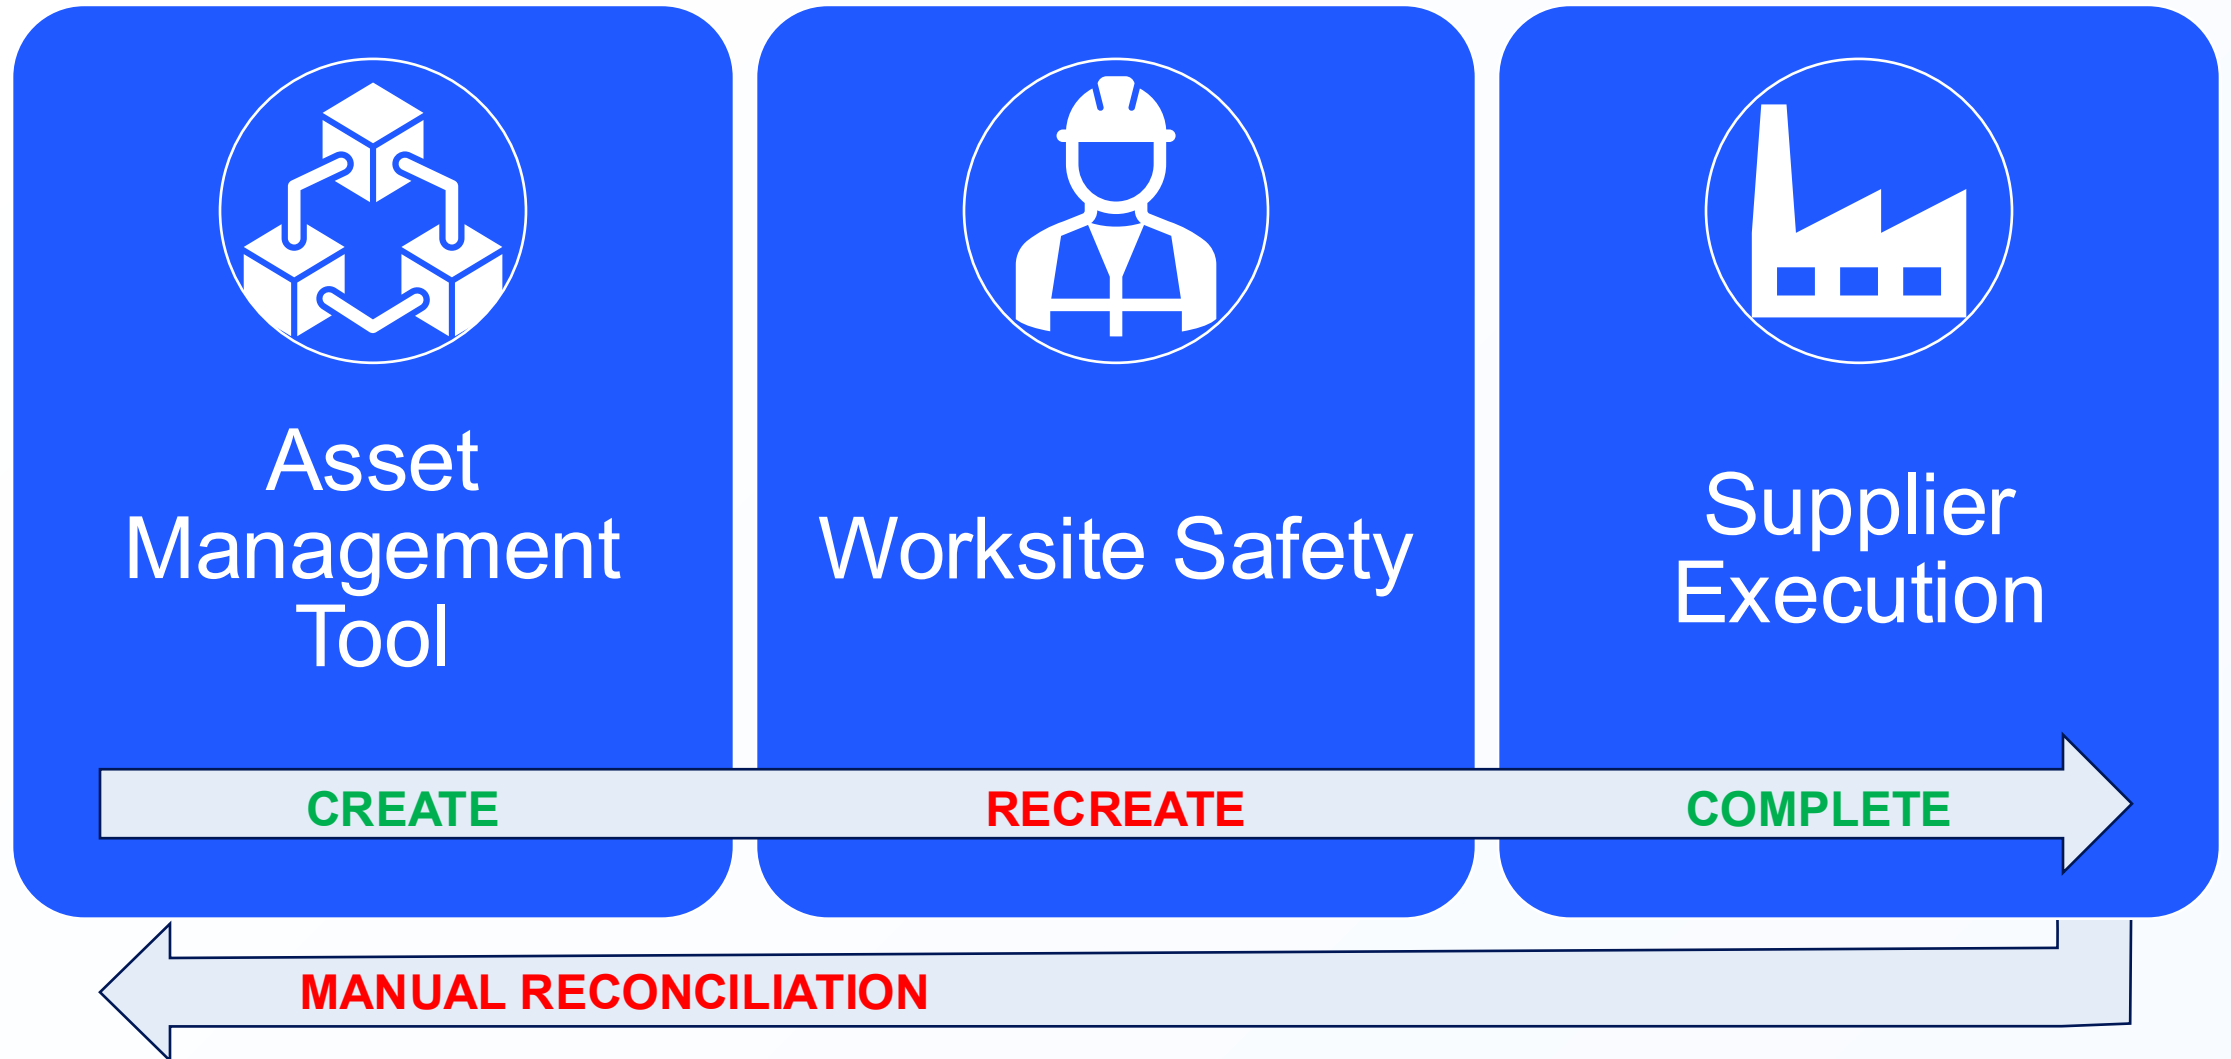 Asset
Management
Tool
Worksite Safety
Supplier
Execution
CREATE
RECREATE
COMPLETE
MANUAL RECONCILIATION